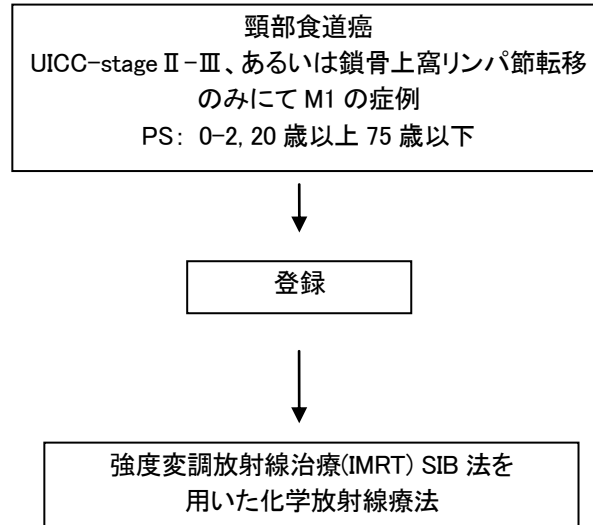 頸部食道癌
UICC-stage Ⅱ-Ⅲ、あるいは鎖骨上窩リンパ節転移
のみにて M1 の症例
PS: 0-2, 20 歳以上 75 歳以下
登録
強度変調放射線治療(IMRT) SIB 法を
用いた化学放射線療法